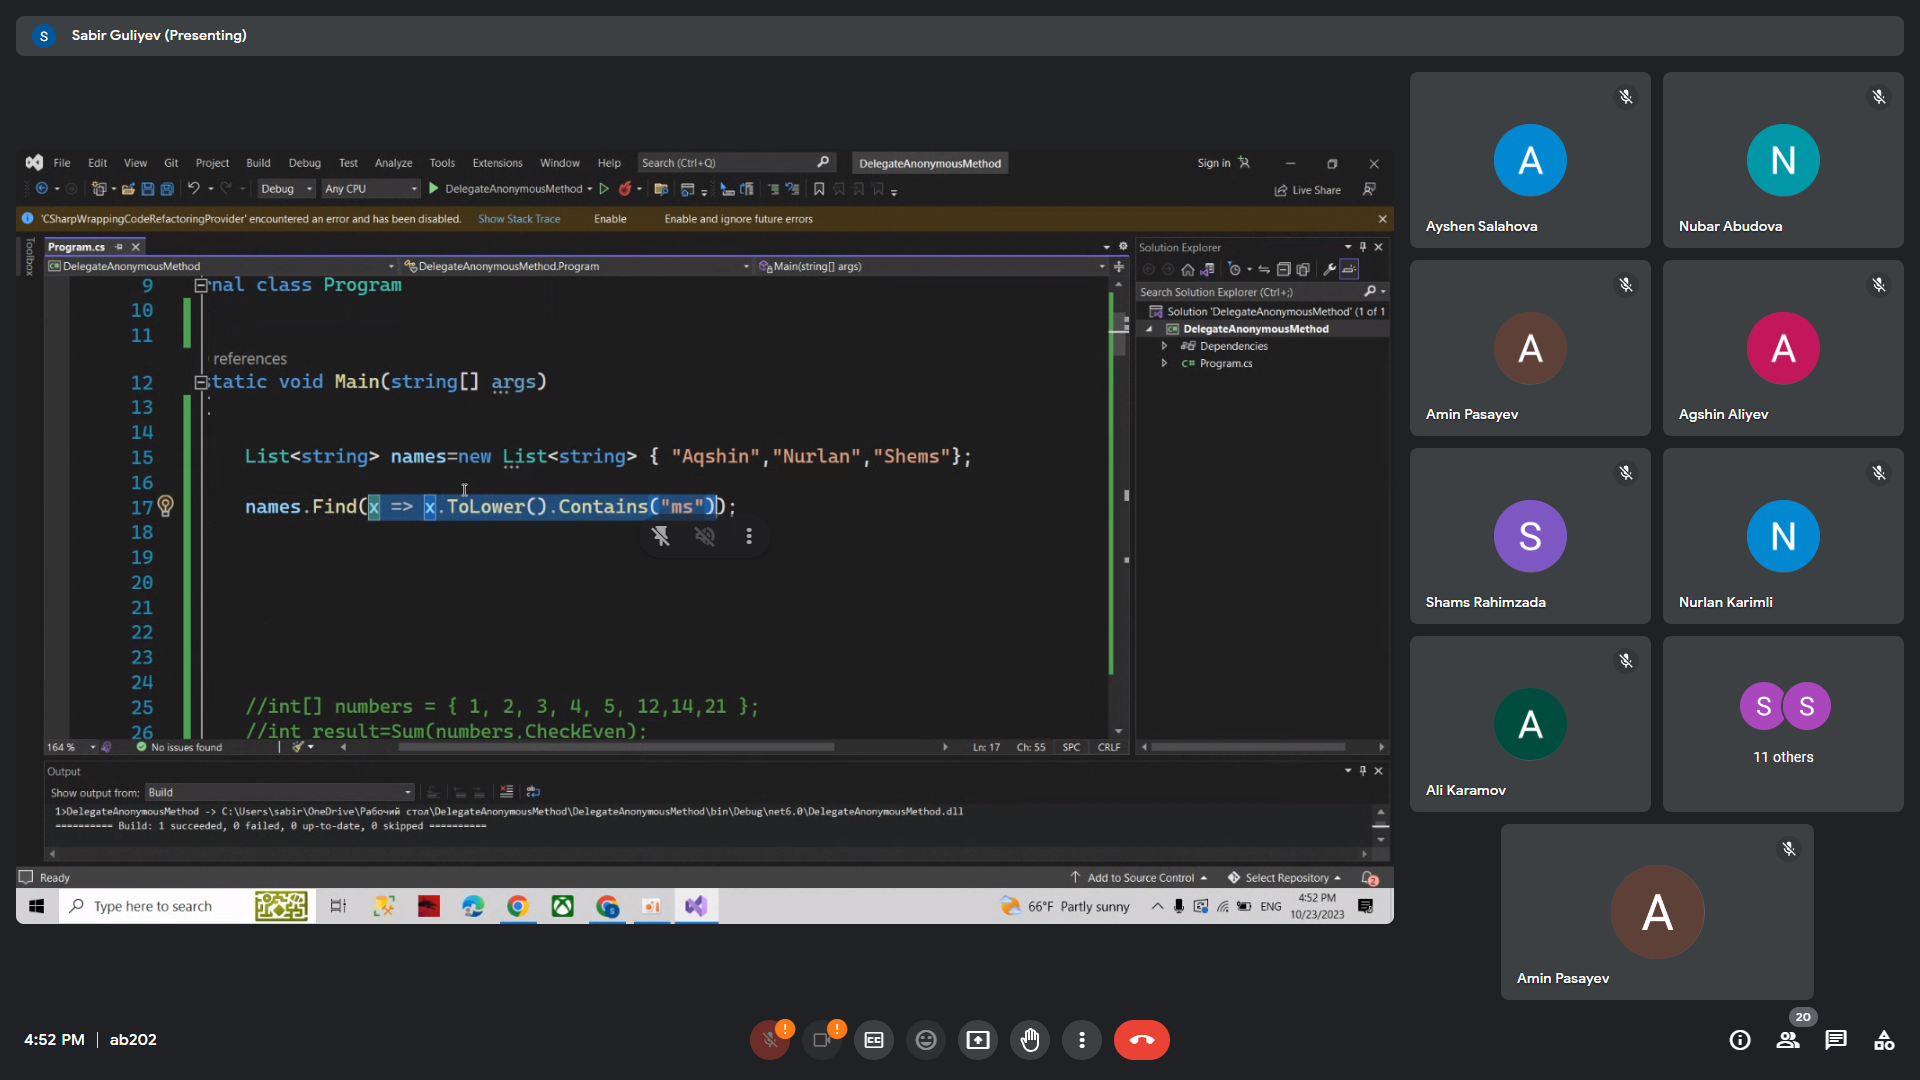 S Sabir Guliyev (Presenting)
File Edit View Git Project Build Debug Test Analyze Tools Extensions Window Help Search (Ctrl+Q) DelegateAnonymousMethod Sign in
Debug Any CPU DelegateAnonymousMethod Live Share
'CSharpWrappingCodeRefactoringProvider' encountered an error and has been disabled. Show Stack Trace Enable Enable and ignore future errors
Toolbox
Program.cs
DelegateAnonymousMethod DelegateAnonymousMethod.Program Main(string[] args)
9 rnal class Program
10
11
references
12 static void Main(string[] args)
13
14
15 List<string> names=new List<string> { "Aqshin","Nurlan","Shems"};
16
17 names.Find(x => x.ToLower().Contains("ms"));
18
19
20
21
22
23
24
25 //int[] numbers = { 1, 2, 3, 4, 5, 12,14,21 };
26 //int result=Sum(numbers,CheckEven);
164 % No issues found Ln: 17 Ch: 55 SPC CRLF
Solution Explorer
Search Solution Explorer (Ctrl+;)
Solution 'DelegateAnonymousMethod' (1 of 1
DelegateAnonymousMethod
Dependencies
C# Program.cs
Output
Show output from: Build
1>DelegateAnonymousMethod -> C:\Users\sabir\OneDrive\Рабочий стол\DelegateAnonymousMethod\DelegateAnonymousMethod\bin\Debug\net6.0\DelegateAnonymousMethod.dll
========== Build: 1 succeeded, 0 failed, 0 up-to-date, 0 skipped ==========
Ready Add to Source Control Select Repository 2
Type here to search 66°F Partly sunny ENG 4:52 PM
10/23/2023
A
Ayshen Salahova
N
Nubar Abudova
A
Amin Pasayev
A
Agshin Aliyev
S
Shams Rahimzada
N
Nurlan Karimli
A
Ali Karamov
S S
11 others
A
Amin Pasayev
4:52 PM | ab202
20